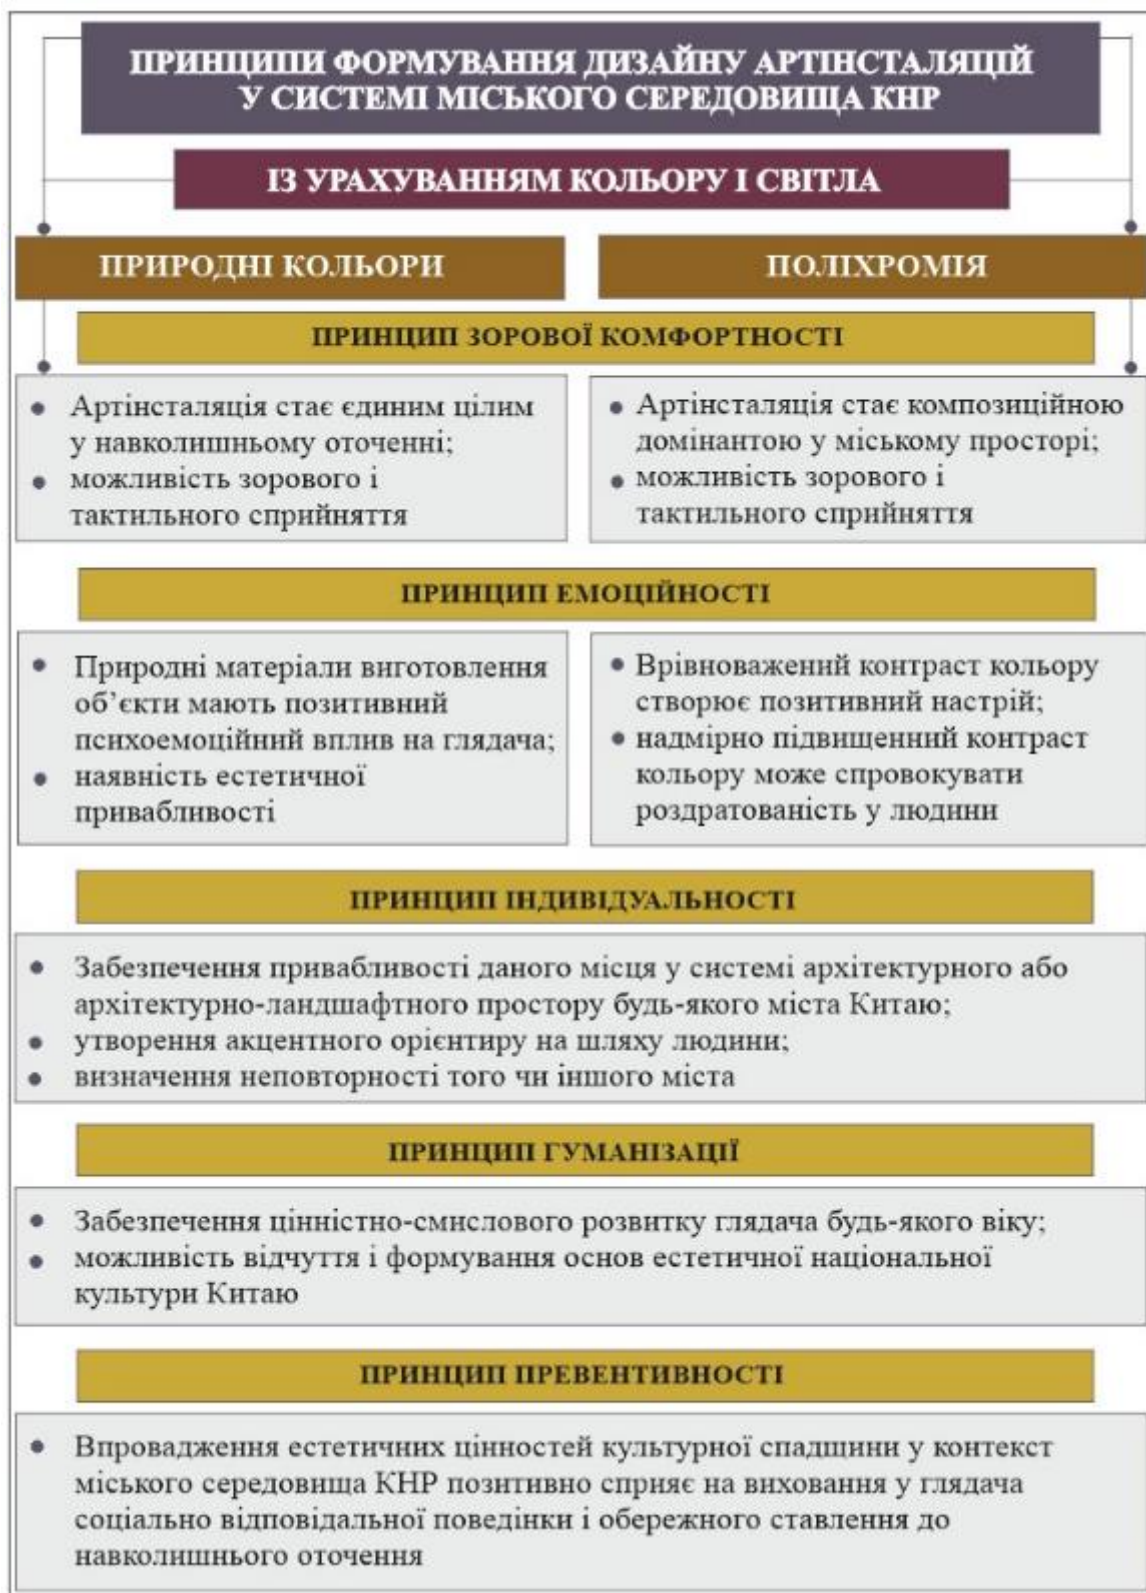 ПРИНЦИПИ ФОРМУВАННЯ ДИЗАЙНУ АРТІНСТАЛЯЦІЙ
У СИСТЕМІ МІСЬКОГО СЕРЕДОВИЩА КНР
ІЗ УРАХУВАННЯМ КОЛЬОРУ І СВІТЛА
ПРИРОДНІ КОЛЬОРИ
ПОЛІХРОМІЯ
ПРИНЦИП ЗОРОВОЇ КОМФОРТНОСТІ
• Артінсталяція стає єдиним цілим
у навколишньому оточенні;
• можливість зорового і
тактильного сприйняття
• Артінсталяція стає композиційною
домінантою у міському просторі;
• можливість зорового і
тактильного сприйняття
ПРИНЦИП ЕМОЦІЙНОСТІ
• Природні матеріали виготовлення
об’єкти мають позитивний
психоемоційний вплив на глядача;
• наявність естетичної
привабливості
• Врівноважений контраст кольору
створює позитивний настрій;
• надмірно підвищенний контраст
кольору може спровокувати
роздратованість у людини
ПРИНЦИП ІНДИВІДУАЛЬНОСТІ
• Забезпечення привабливості даного місця у системі архітектурного або
архітектурно-ландшафтного простору будь-якого міста Китаю;
• утворення акцентного орієнтиру на шляху людини;
• визначення неповторності того чи іншого міста
ПРИНЦИП ГУМАНІЗАЦІЇ
• Забезпечення цінністно-смислового розвитку глядача будь-якого віку;
• можливість відчуття і формування основ естетичної національної
культури Китаю
ПРИНЦИП ПРЕВЕНТИВНОСТІ
• Впровадження естетичних цінностей культурної спадщини у контекст
міського середовища КНР позитивно сприяє на виховання у глядача
соціально відповідальної поведінки і обережного ставлення до
навколишнього оточення